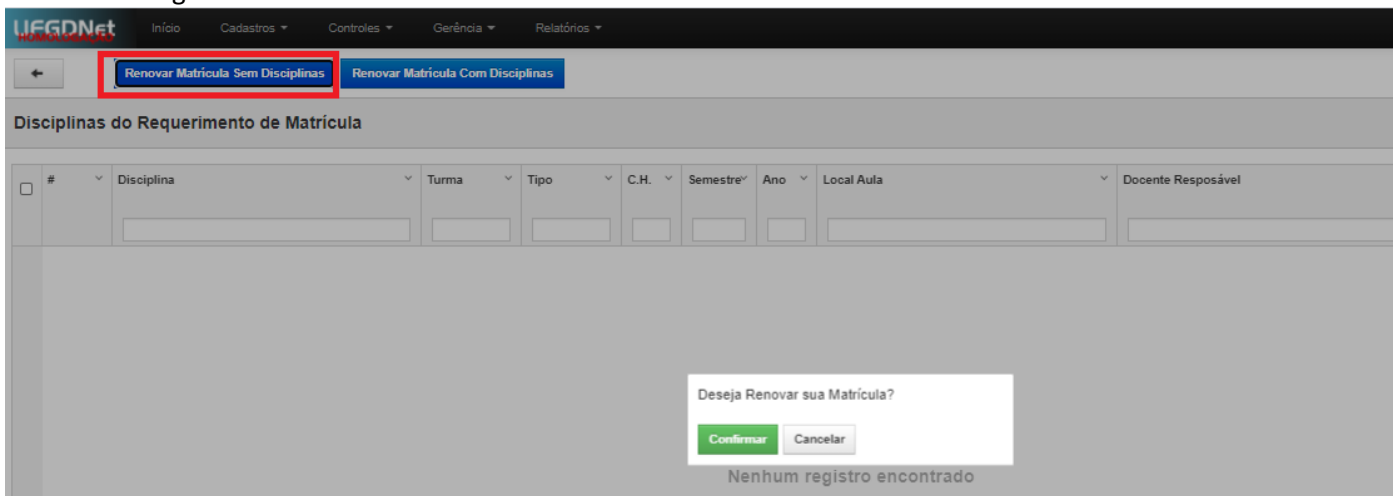 UFGDNet Início Cadastros Controles Gerência Relatórios
HOMOLOGAÇÃO
Renovar Matrícula Sem Disciplinas Renovar Matrícula Com Disciplinas
Disciplinas do Requerimento de Matrícula
# Disciplina Turma Tipo C.H. Semestre Ano Local Aula Docente Resposável
Deseja Renovar sua Matrícula?
Confirmar Cancelar
Nenhum registro encontrado